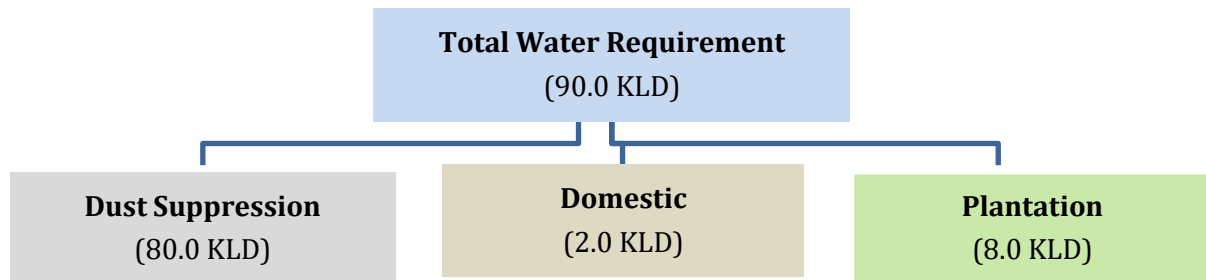 Total Water Requirement
(90.0 KLD)
Dust Suppression
(80.0 KLD)
Domestic
(2.0 KLD)
Plantation
(8.0 KLD)